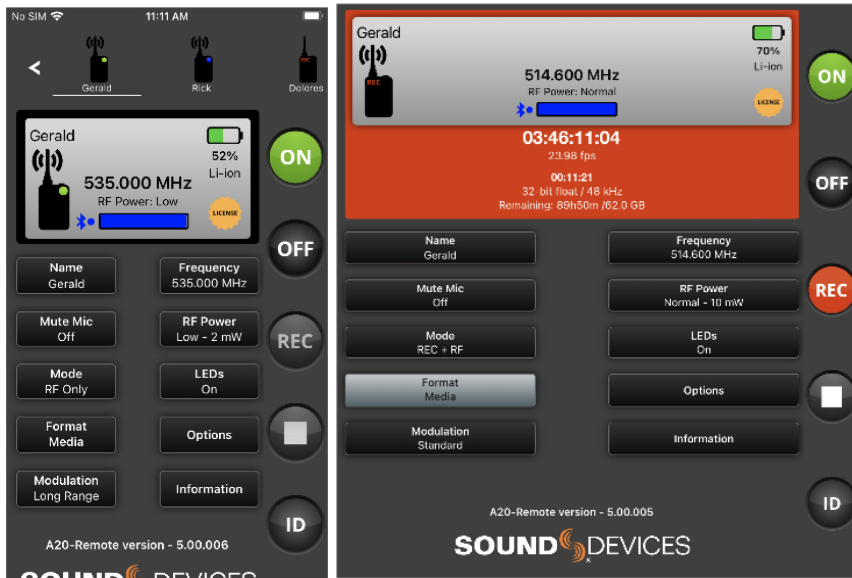 No SIM
11:11 AM
Gerald
Rick
REC
Dolores
Gerald
52%
Li-ion
535.000 MHz
RF Power: Low
LICENSE
ON
OFF
REC
ID
Name
Gerald
Frequency
535.000 MHz
Mute Mic
Off
RF Power
Low - 2 mW
Mode
RF Only
LEDs
On
Format
Media
Options
Modulation
Long Range
Information
A20-Remote version - 5.00.006
SOUND DEVICES
Gerald
REC
70%
Li-ion
514.600 MHz
RF Power: Normal
LICENSE
03:46:11:04
23.98 fps
00:11:21
32-bit float / 48 kHz
Remaining: 89h50m /62.0 GB
ON
OFF
REC
ID
Name
Gerald
Frequency
514.600 MHz
Mute Mic
Off
RF Power
Normal - 10 mW
Mode
REC + RF
LEDs
On
Format
Media
Options
Modulation
Standard
Information
A20-Remote version - 5.00.005
SOUND DEVICES